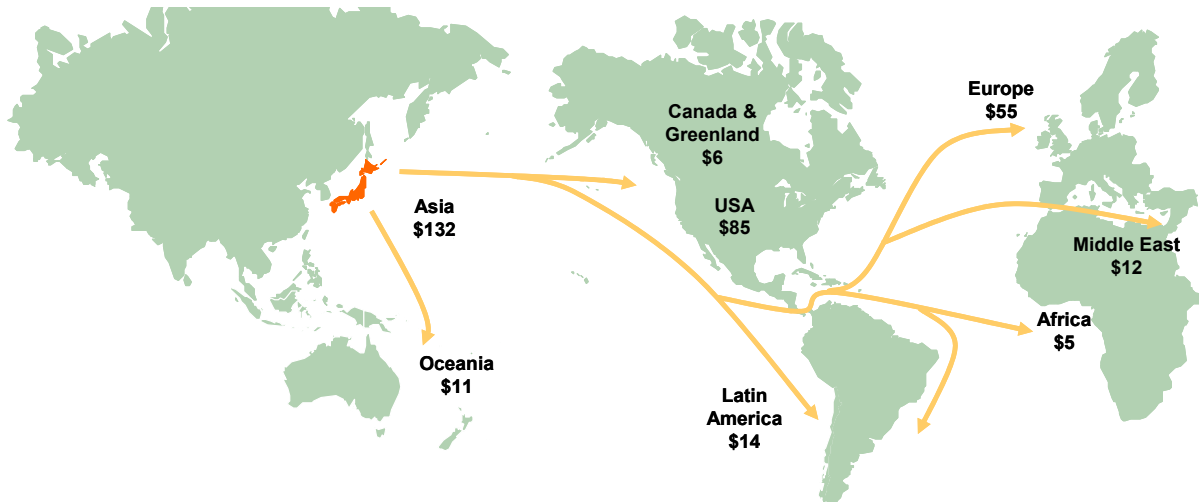 Canada &
Greenland
$6
Europe
$55
Asia
$132
USA
$85
Middle East
$12
Oceania
$11
Africa
$5
Latin
America
$14